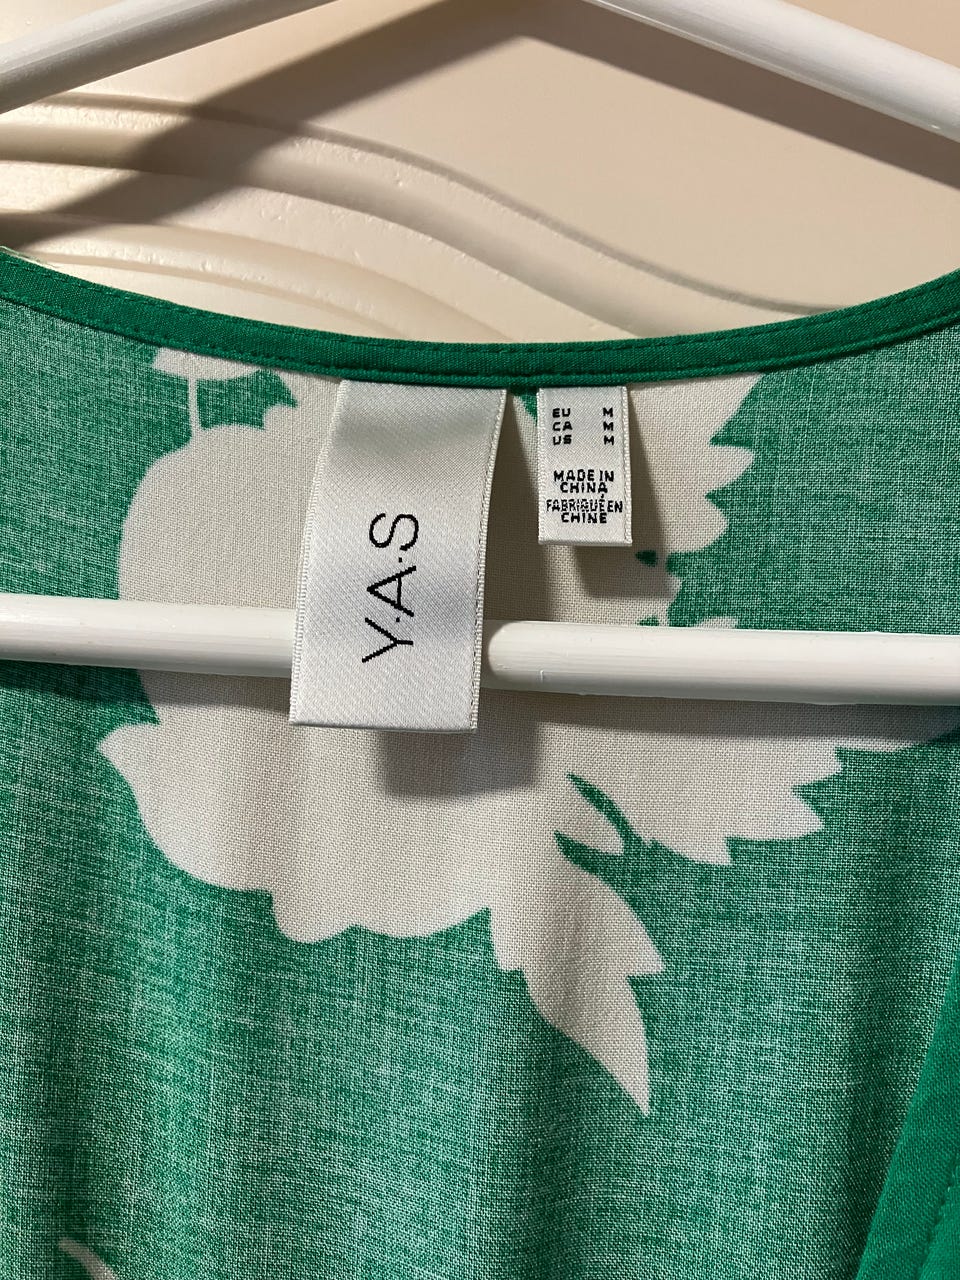 Y.A.S
EU M
CA M
US M
MADE IN
CHINA
FABRIQUÉ EN
CHINE